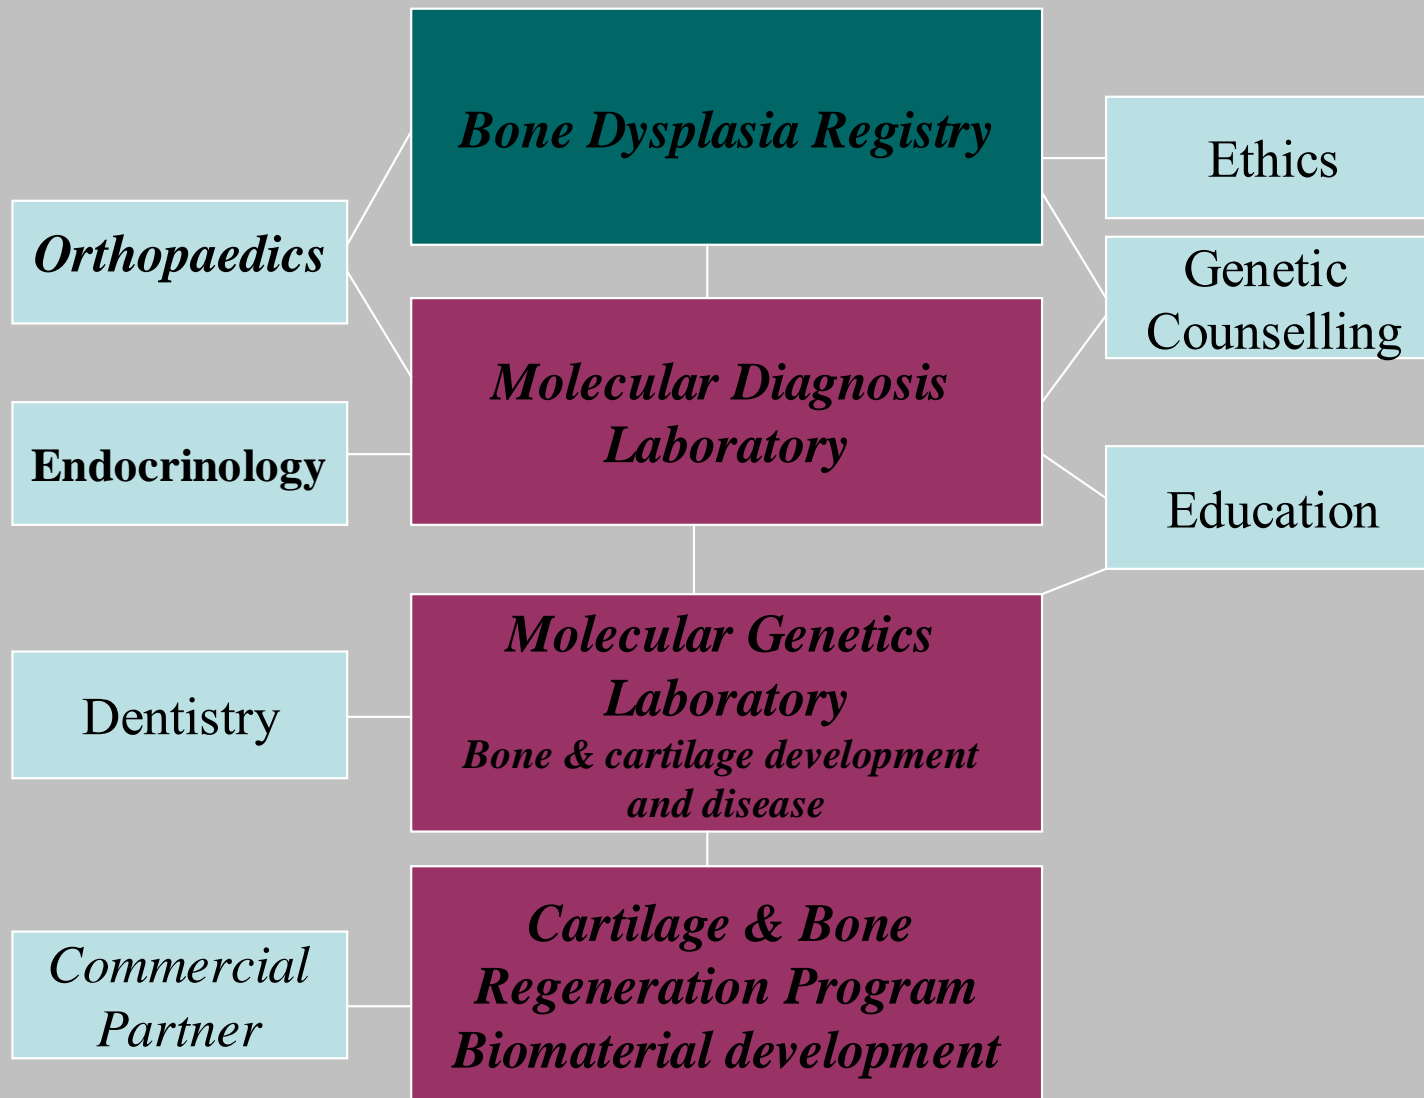 Bone Dysplasia Registry
Ethics
Orthopaedics
Genetic
Counselling
Molecular Diagnosis
Laboratory
Endocrinology
Education
Molecular Genetics
Laboratory
Bone & cartilage development
and disease
Dentistry
Cartilage & Bone
Regeneration Program
Biomaterial development
Commercial
Partner